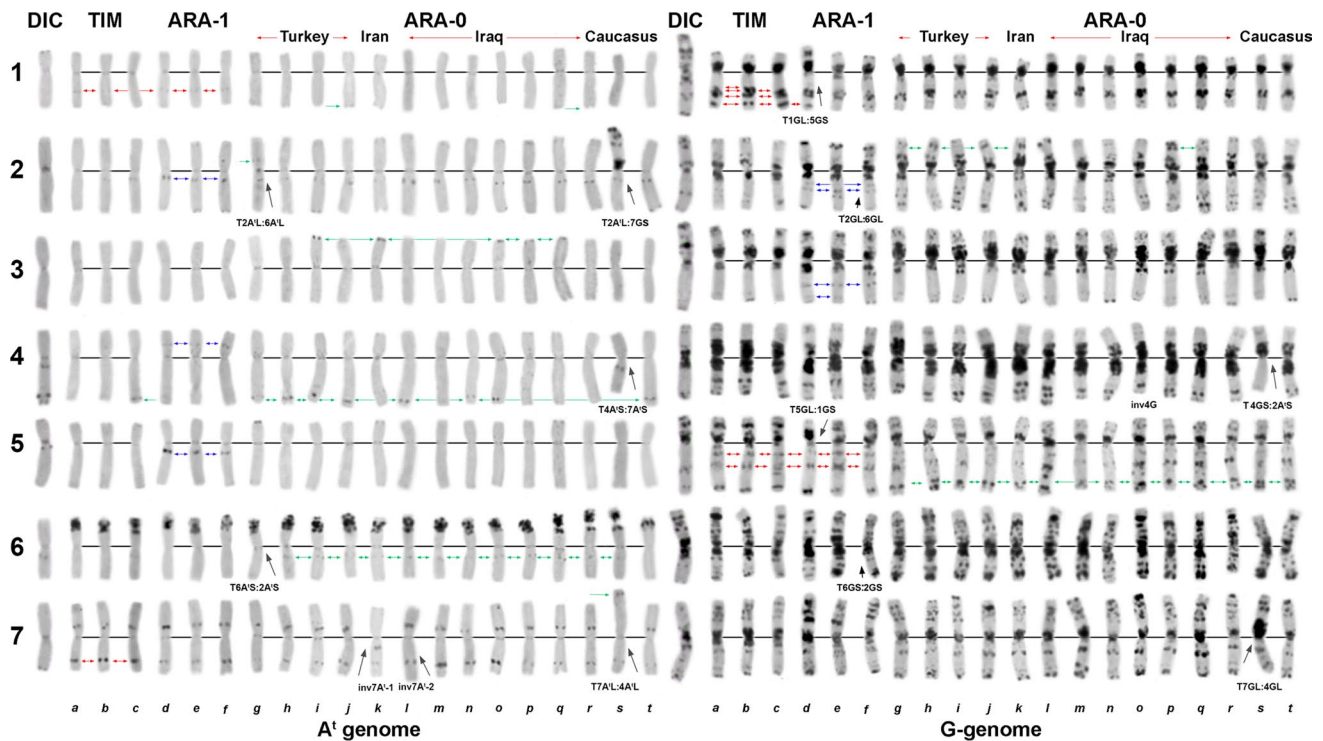 DIC TIM ARA-1 ARA-0 DIC TIM ARA-1 ARA-0
Turkey Iran Iraq Caucasus Turkey Iran Iraq Caucasus
1
T1GL:5GS
2
T2AᵗL:6AᵗL T2AᵗL:7GS T2GL:6GL
3
4
T4AᵗS:7AᵗS T5GL:1GS inv4G T4GS:2AᵗS
5
6
T6AᵗS:2AᵗS T6GS:2GS
7
inv7Aᵗ-1 inv7Aᵗ-2 T7AᵗL:4AᵗL T7GL:4GL
a b c d e f g h i j k l m n o p q r s t a b c d e f g h i j k l m n o p q r s t
Aᵗ genome G-genome